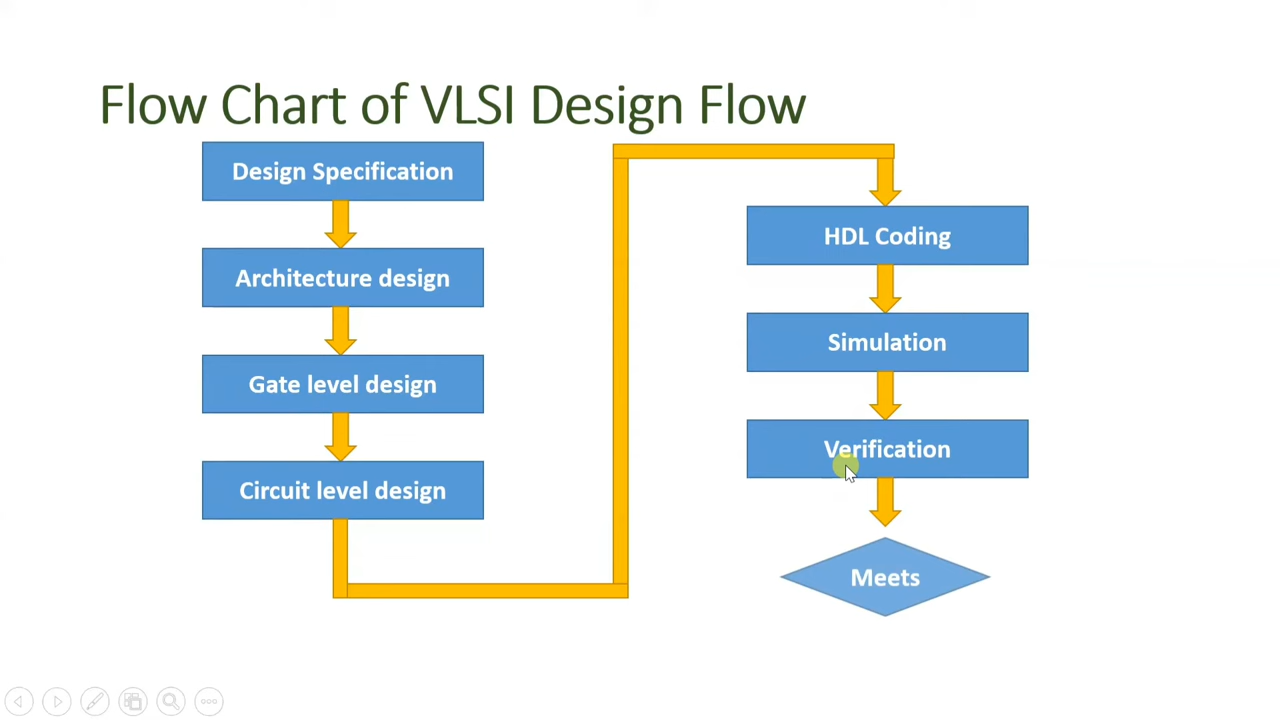 Flow Chart of VLSI Design Flow
Design Specification
Architecture design
Gate level design
Circuit level design
HDL Coding
Simulation
Verification
Meets